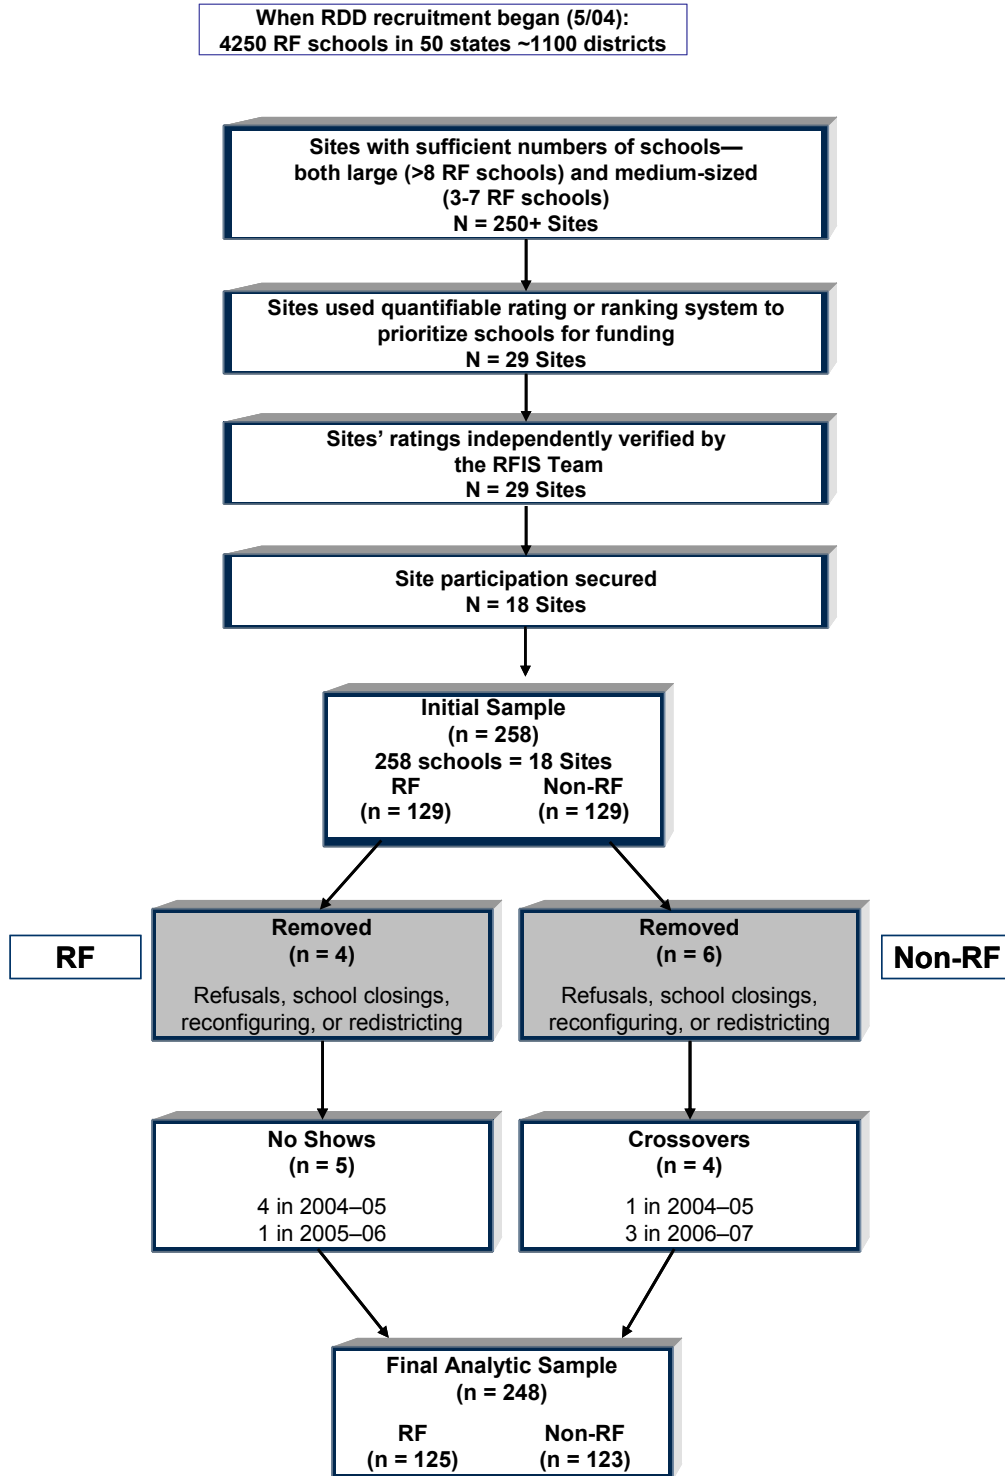 When RDD recruitment began (5/04):
4250 RF schools in 50 states ~1100 districts
Sites with sufficient numbers of schools—
both large (>8 RF schools) and medium-sized
(3-7 RF schools)
N = 250+ Sites
Sites used quantifiable rating or ranking system to
prioritize schools for funding
N = 29 Sites
Sites’ ratings independently verified by
the RFIS Team
N = 29 Sites
Site participation secured
N = 18 Sites
Initial Sample
(n = 258)
258 schools = 18 Sites
RF Non-RF
(n = 129) (n = 129)
RF
Removed
(n = 4)
Refusals, school closings,
reconfiguring, or redistricting
Removed
(n = 6)
Refusals, school closings,
reconfiguring, or redistricting
Non-RF
No Shows
(n = 5)
4 in 2004–05
1 in 2005–06
Crossovers
(n = 4)
1 in 2004–05
3 in 2006–07
Final Analytic Sample
(n = 248)
RF Non-RF
(n = 125) (n = 123)